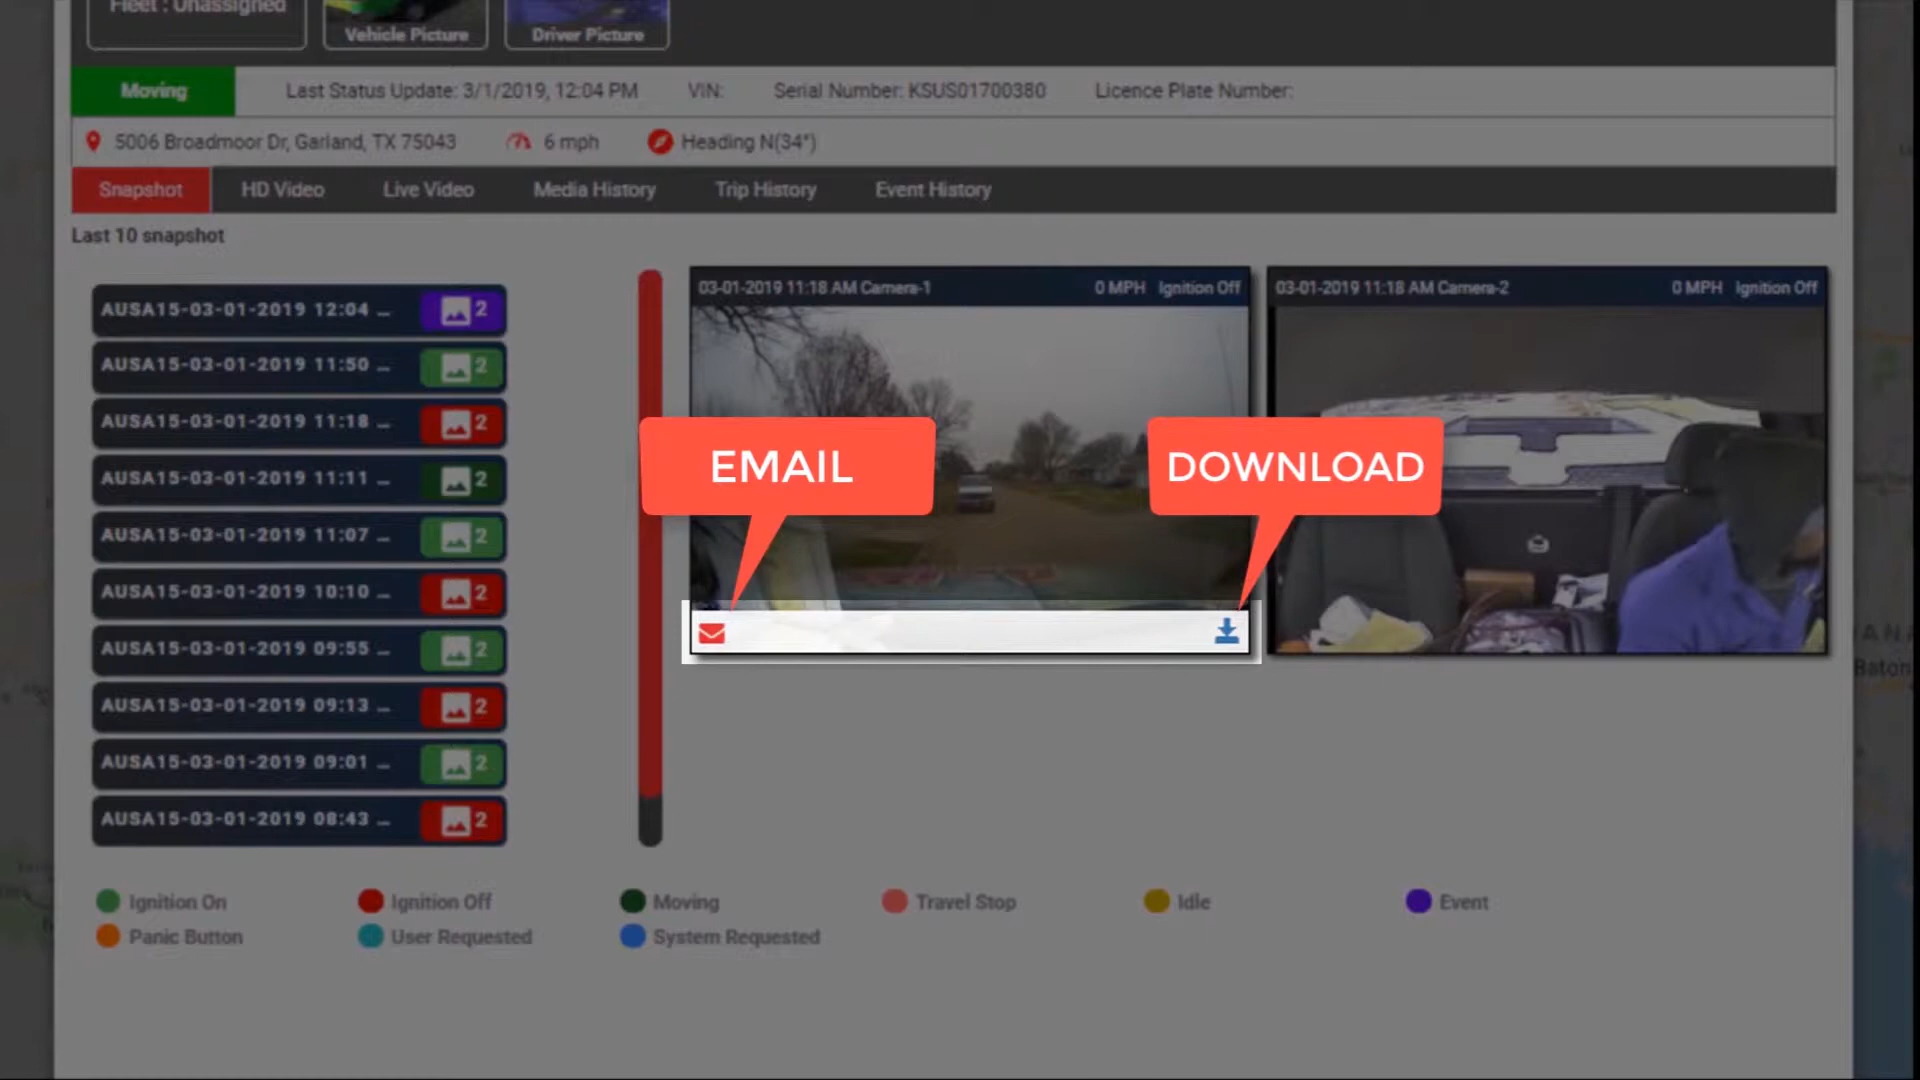 Fleet : Unassigned
Vehicle Picture
Driver Picture
Moving
Last Status Update: 3/1/2019, 12:04 PM
VIN:
Serial Number: KSUS01700380
Licence Plate Number:
5006 Broadmoor Dr, Garland, TX 75043
6 mph
Heading N(34°)
Snapshot
HD Video
Live Video
Media History
Trip History
Event History
Last 10 snapshot
AUSA15-03-01-2019 12:04 ...
2
AUSA15-03-01-2019 11:50 ...
2
AUSA15-03-01-2019 11:18 ...
2
AUSA15-03-01-2019 11:11 ...
2
AUSA15-03-01-2019 11:07 ...
2
AUSA15-03-01-2019 10:10 ...
2
AUSA15-03-01-2019 09:55 ...
2
AUSA15-03-01-2019 09:13 ...
2
AUSA15-03-01-2019 09:01 ...
2
AUSA15-03-01-2019 08:43 ...
2
03-01-2019 11:18 AM Camera-1
0 MPH Ignition Off
03-01-2019 11:18 AM Camera-2
0 MPH Ignition Off
EMAIL
DOWNLOAD
Ignition On
Ignition Off
Moving
Travel Stop
Idle
Event
Panic Button
User Requested
System Requested
Baton